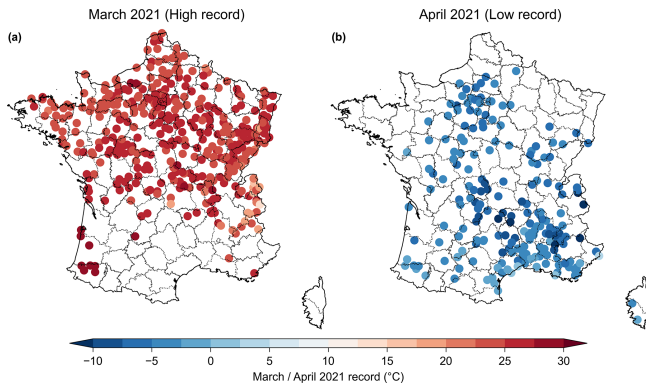 March 2021 (High record)
April 2021 (Low record)
(a)
(b)
−10 −5 0 5 10 15 20 25 30
March / April 2021 record (°C)